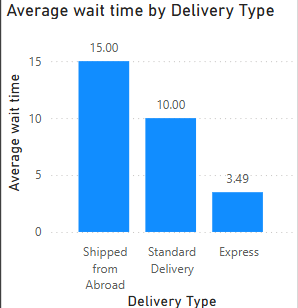 Average wait time by Delivery Type
Average wait time
15
10
5
0
15.00
10.00
3.49
Shipped
from
Abroad
Standard
Delivery
Express
Delivery Type